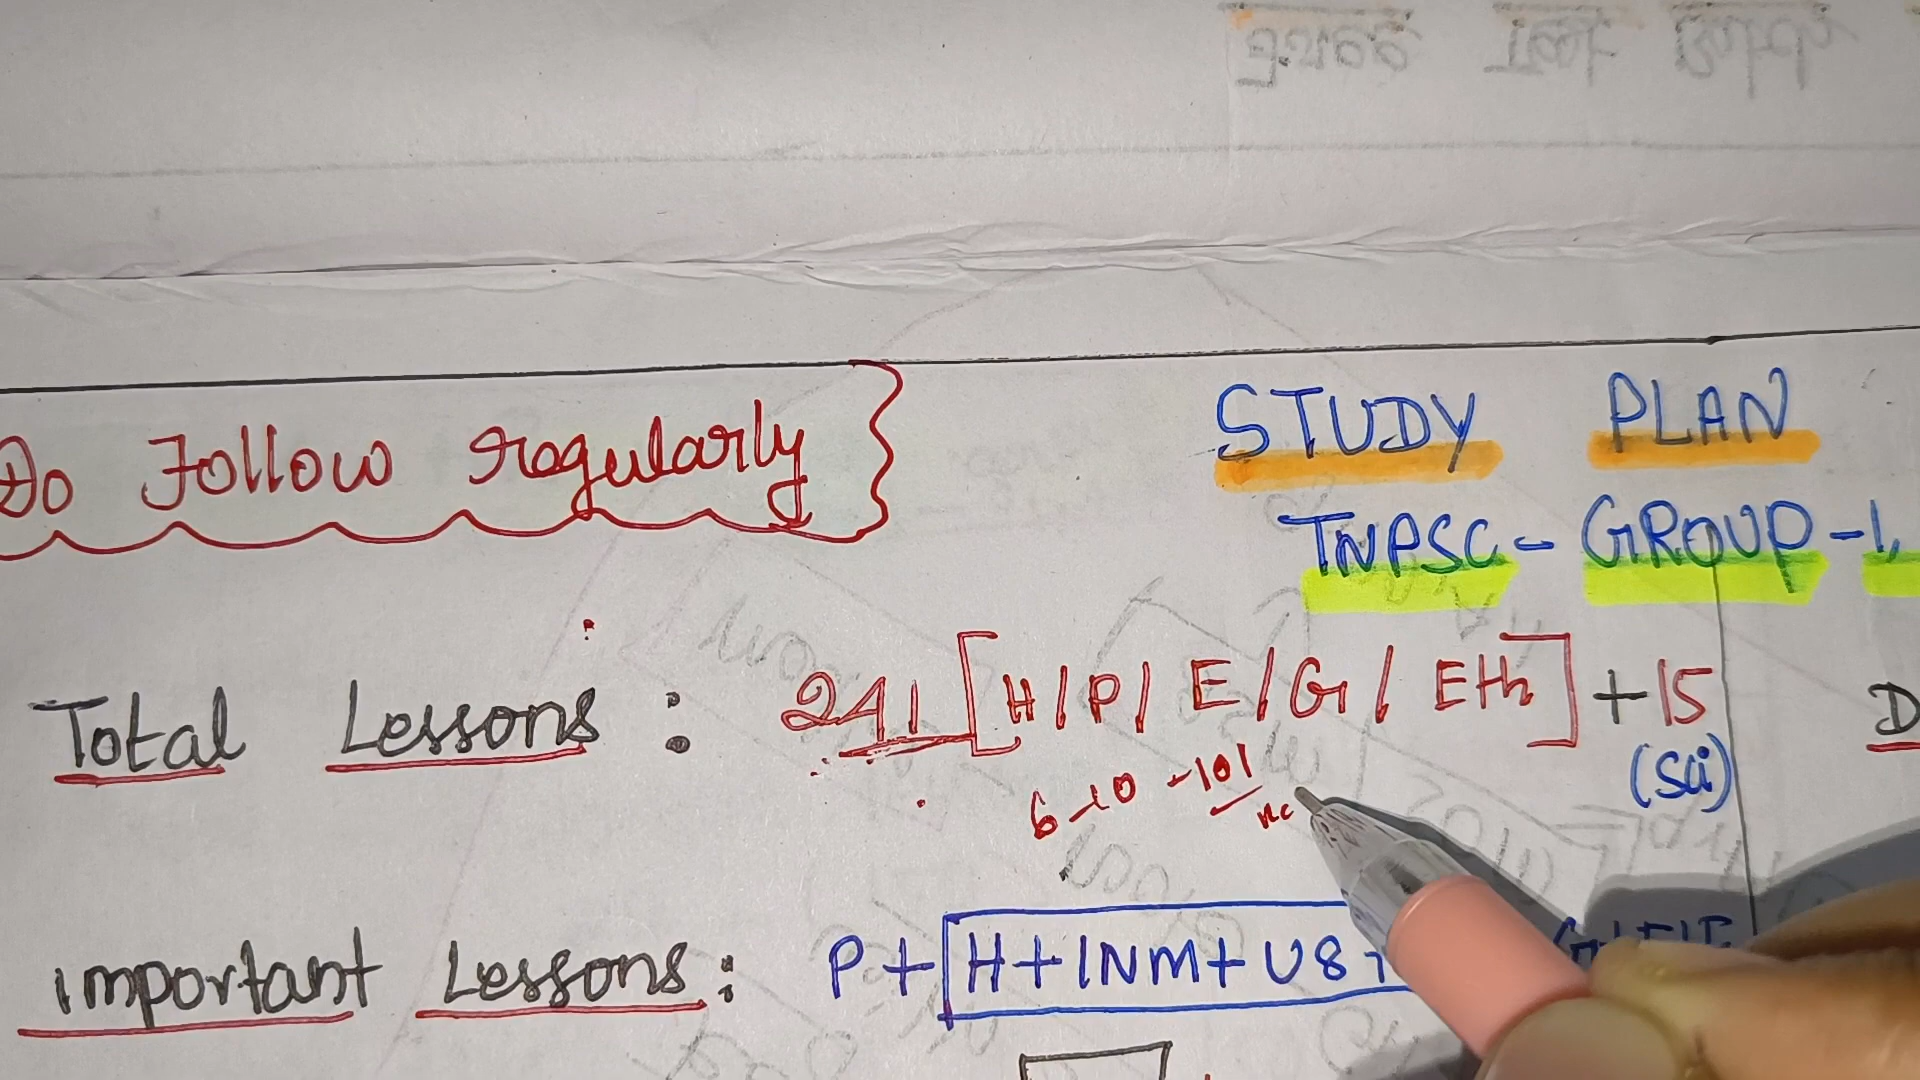 STUDY PLAN
Do Follow regularly
TNPSC - GROUP - 1,
Total Lessons : 241 [H/P/ E/G/ Eth] + 15
(Sci)
D
6-10 - 101
Important Lessons : P+ H+INM+U8+